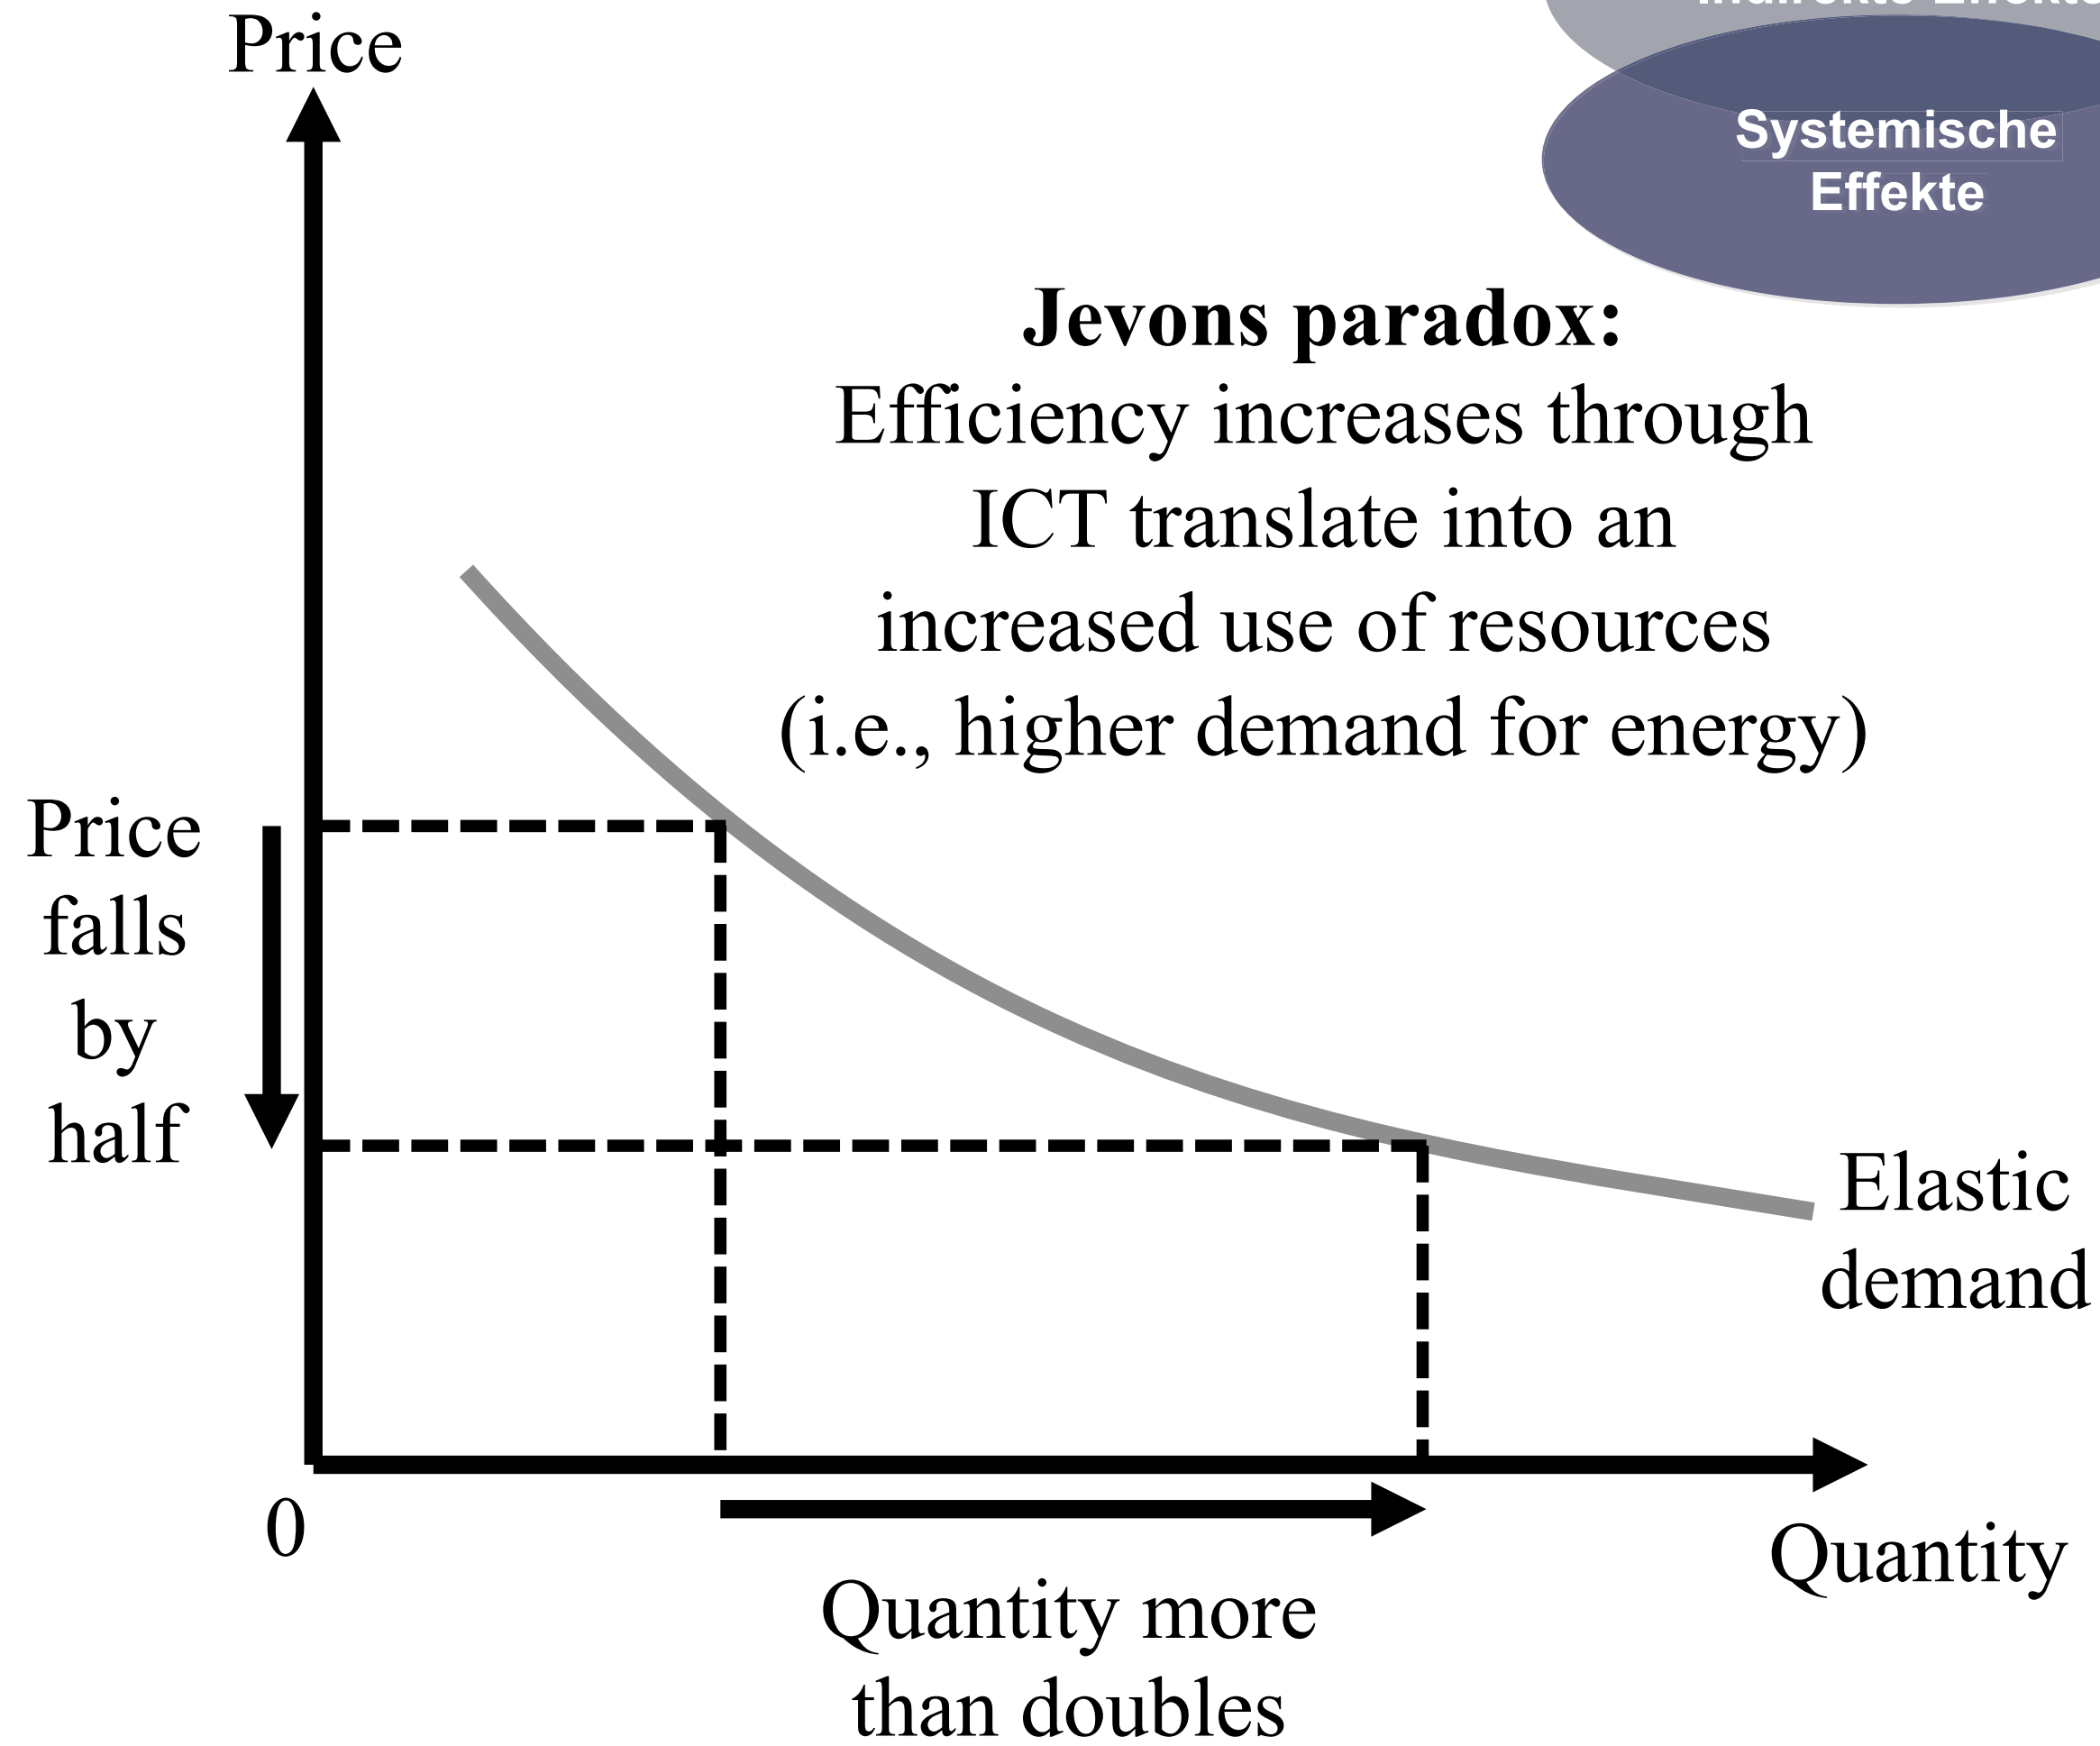 Price
Systemische
Effekte
Jevons paradox:
Efficiency increases through
ICT translate into an
increased use of resources
(i.e., higher demand for energy)
Price
falls
by
half
Elastic
demand
0
Quantity
Quantity more
than doubles